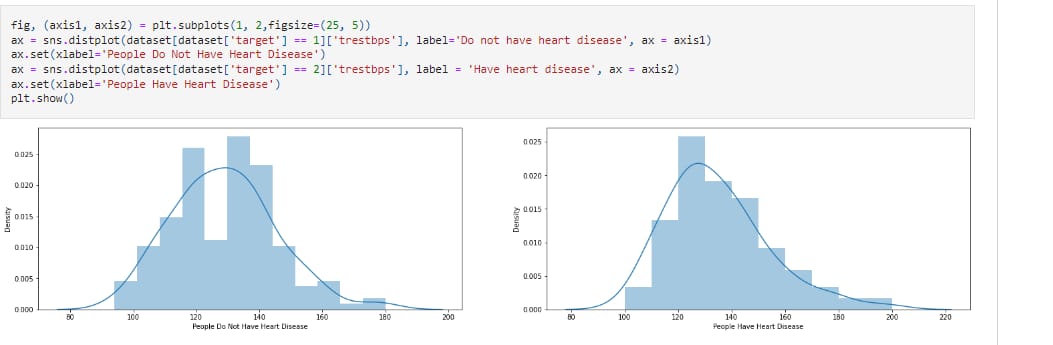 fig, (axis1, axis2) = plt.subplots(1, 2,figsize=(25, 5))
ax = sns.distplot(dataset[dataset['target'] == 1]['trestbps'], label='Do not have heart disease', ax = axis1)
ax.set(xlabel='People Do Not Have Heart Disease')
ax = sns.distplot(dataset[dataset['target'] == 2]['trestbps'], label = 'Have heart disease', ax = axis2)
ax.set(xlabel='People Have Heart Disease')
plt.show()
0.025
0.020
0.015
0.010
0.005
0.000
Density
80 100 120 140 160 180 200
People Do Not Have Heart Disease
0.025
0.020
0.015
0.010
0.005
0.000
Density
80 100 120 140 160 180 200 220
People Have Heart Disease